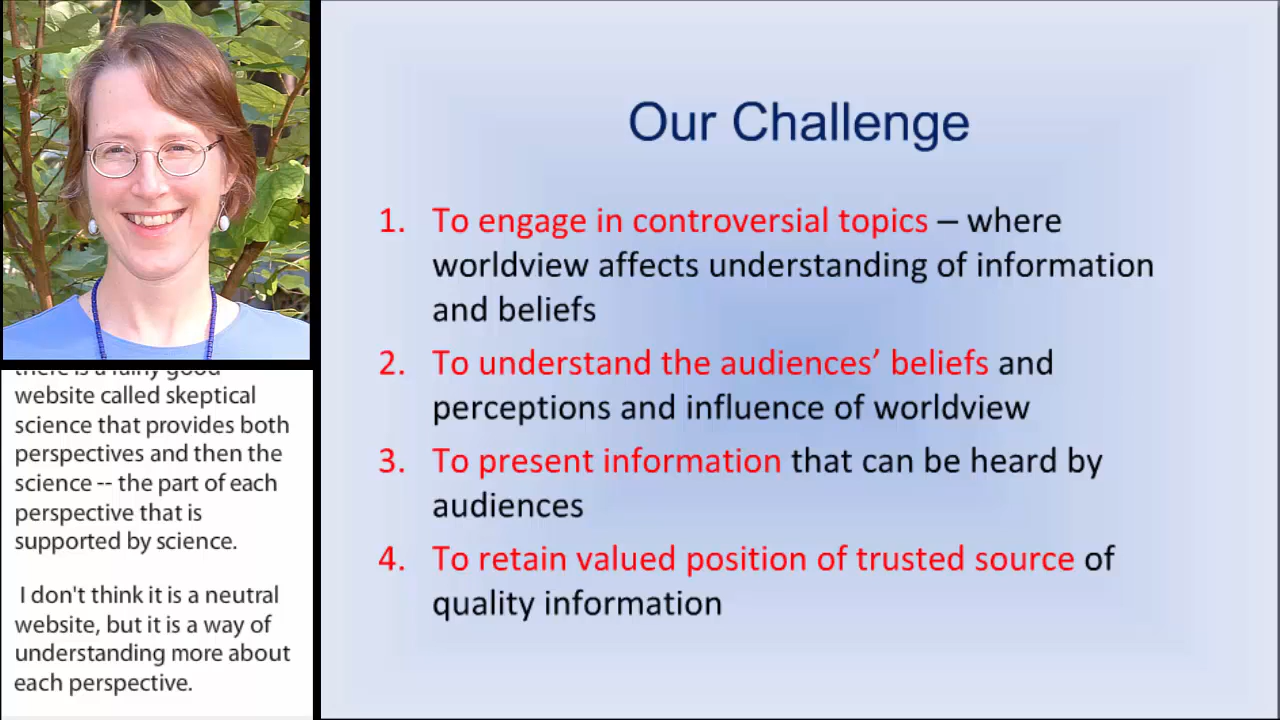 Our Challenge
1. To engage in controversial topics – where
worldview affects understanding of information
and beliefs
2. To understand the audiences’ beliefs and
perceptions and influence of worldview
3. To present information that can be heard by
audiences
4. To retain valued position of trusted source of
quality information
there is a fairly good
website called skeptical
science that provides both
perspectives and then the
science -- the part of each
perspective that is
supported by science.
I don't think it is a neutral
website, but it is a way of
understanding more about
each perspective.